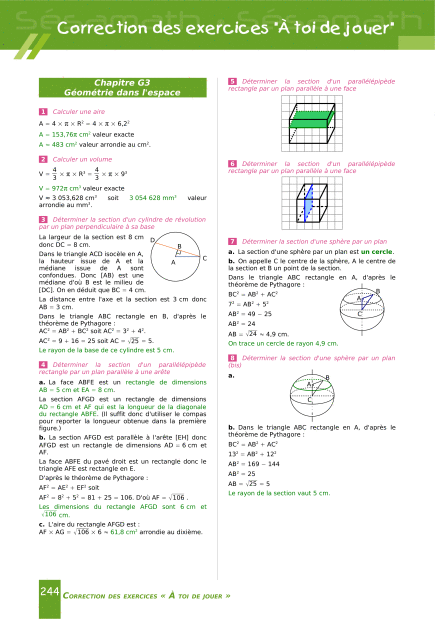 Sésamath
Sésamath
Correction des exercices "À toi de jouer"
Chapitre G3
Géométrie dans l'espace
1 Calculer une aire
A = 4 × π × R² = 4 × π × 6,2²
A = 153,76π cm² valeur exacte
A = 483 cm² valeur arrondie au cm².
2 Calculer un volume
V = 4/3 × π × R³ = 4/3 × π × 9³
V = 972π cm³ valeur exacte
V ≈ 3 053,628 cm³ soit 3 054 628 mm³ valeur
arrondie au mm³.
3 Déterminer la section d'un cylindre de révolution
par un plan perpendiculaire à sa base
La largeur de la section est 8 cm
donc DC = 8 cm.
Dans le triangle ACD isocèle en A,
la hauteur issue de A et la
médiane issue de A sont
confondues. Donc [AB] est une
médiane d'où B est le milieu de
[DC]. On en déduit que BC = 4 cm.
D
B
A
C
La distance entre l'axe et la section est 3 cm donc
AB = 3 cm.
Dans le triangle ABC rectangle en B, d'après le
théorème de Pythagore :
AC² = AB² + BC² soit AC² = 3² + 4².
AC² = 9 + 16 = 25 soit AC = √25 = 5.
Le rayon de la base de ce cylindre est 5 cm.
4 Déterminer la section d'un parallélépipède
rectangle par un plan parallèle à une arête
a. La face ABFE est un rectangle de dimensions
AB = 5 cm et EA = 8 cm.
La section AFGD est un rectangle de dimensions
AD = 6 cm et AF qui est la longueur de la diagonale
du rectangle ABFE. (Il suffit donc d'utiliser le compas
pour reporter la longueur obtenue dans la première
figure.)
b. La section AFGD est parallèle à l'arête [EH] donc
AFGD est un rectangle de dimensions AD = 6 cm et
AF.
La face ABFE du pavé droit est un rectangle donc le
triangle AFE est rectangle en E.
D'après le théorème de Pythagore :
AF² = AE² + EF² soit
AF² = 8² + 5² = 81 + 25 = 106. D'où AF = √106 .
Les dimensions du rectangle AFGD sont 6 cm et
√106 cm.
c. L'aire du rectangle AFGD est :
AF × AG = √106 × 6 ≈ 61,8 cm² arrondie au dixième.
5 Déterminer la section d'un parallélépipède
rectangle par un plan parallèle à une face
6 Déterminer la section d'un parallélépipède
rectangle par un plan parallèle à une face
7 Déterminer la section d'une sphère par un plan
a. La section d'une sphère par un plan est un cercle.
b. On appelle C le centre de la sphère, A le centre de
la section et B un point de la section.
Dans le triangle ABC rectangle en A, d'après le
théorème de Pythagore :
BC² = AB² + AC²
7² = AB² + 5²
AB² = 49 − 25
AB² = 24
AB = √24 ≈ 4,9 cm.
B
A
C
On trace un cercle de rayon 4,9 cm.
8 Déterminer la section d'une sphère par un plan
(bis)
a.
B
A
C
b. Dans le triangle ABC rectangle en A, d'après le
théorème de Pythagore :
BC² = AB² + AC²
13² = AB² + 12²
AB² = 169 − 144
AB² = 25
AB = √25 = 5
Le rayon de la section vaut 5 cm.
244 CORRECTION DES EXERCICES « À TOI DE JOUER »